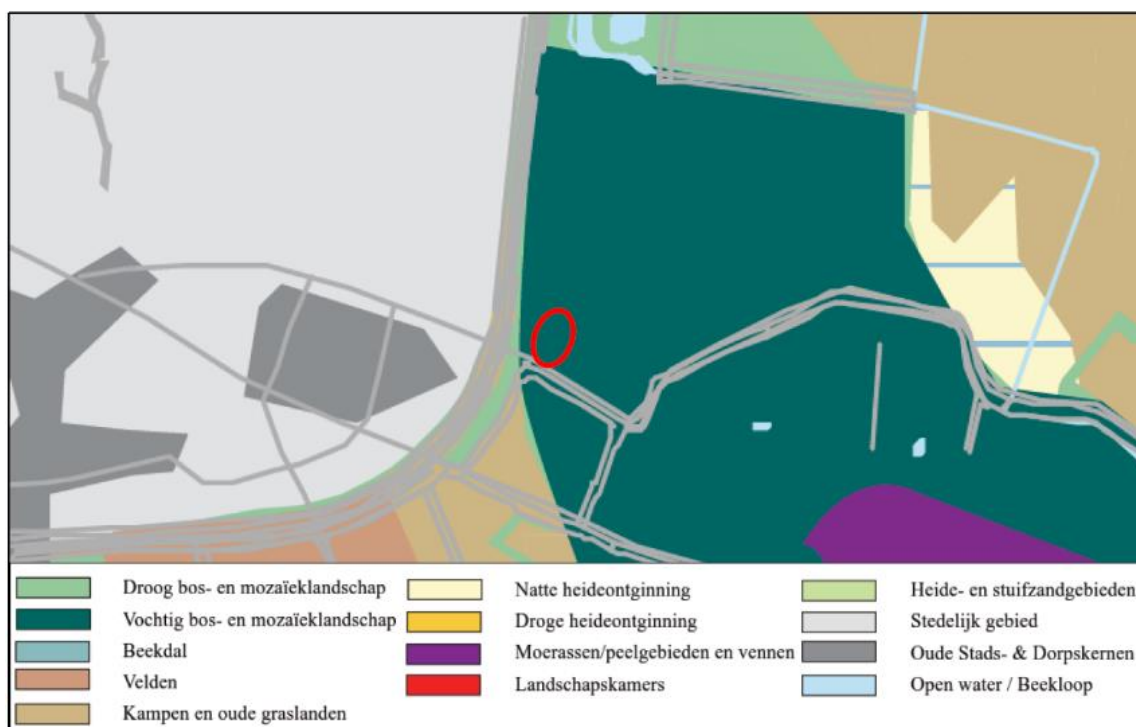 Droog bos- en mozaïeklandschap
Vochtig bos- en mozaïeklandschap
Beekdal
Velden
Kampen en oude graslanden
Natte heideontginning
Droge heideontginning
Moerassen/peelgebieden en vennen
Landschapskamers
Heide- en stuifzandgebieden
Stedelijk gebied
Oude Stads- & Dorpskernen
Open water / Beekloop